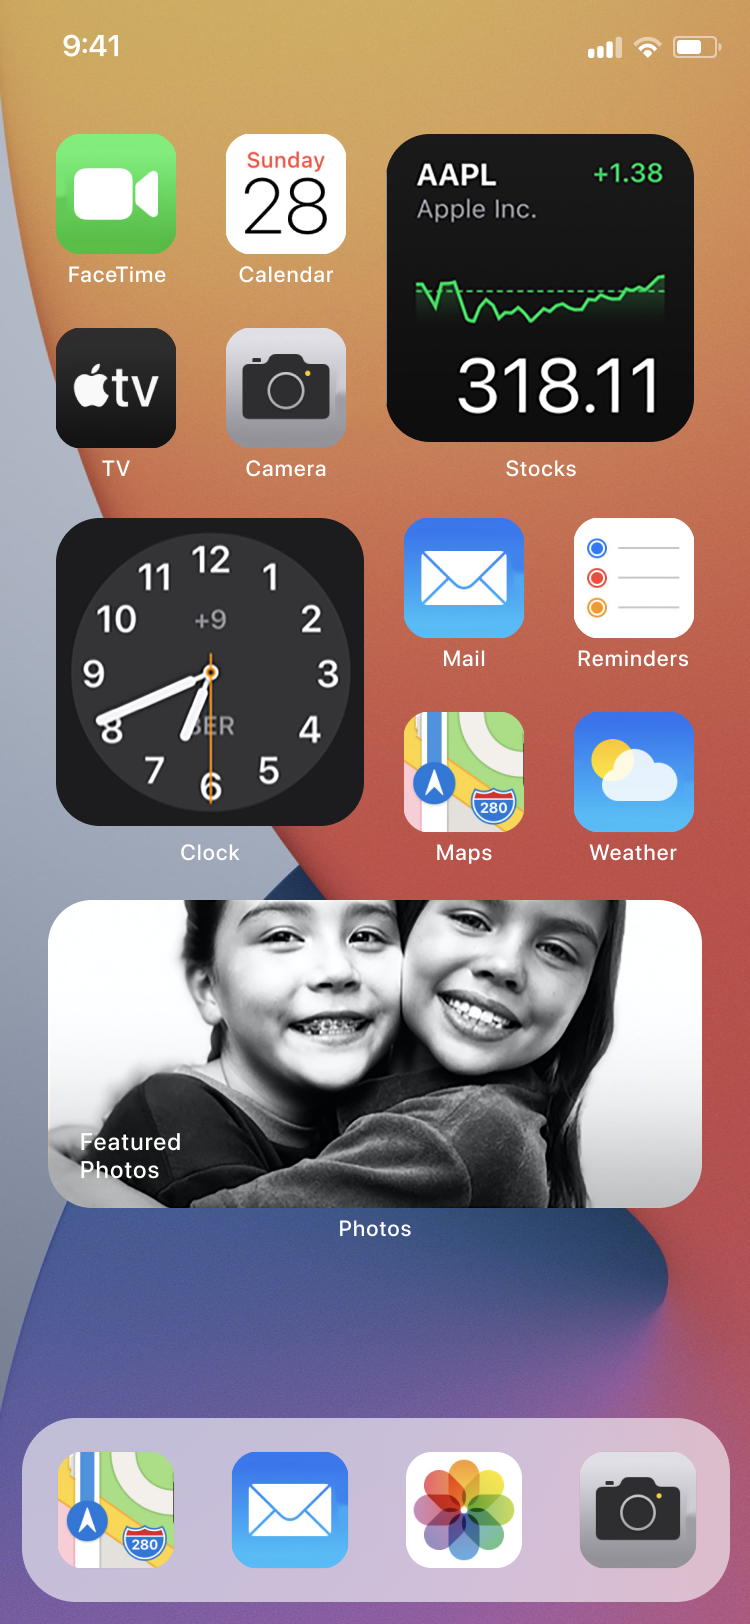 9:41
Sunday
28
FaceTime
Calendar
AAPL
+1.38
Apple Inc.
318.11
tv
TV
Camera
Stocks
12
11
1
10
+9
2
9
3
8
BER
4
7
5
6
Clock
Mail
Reminders
280
Maps
Weather
Featured
Photos
Photos
280